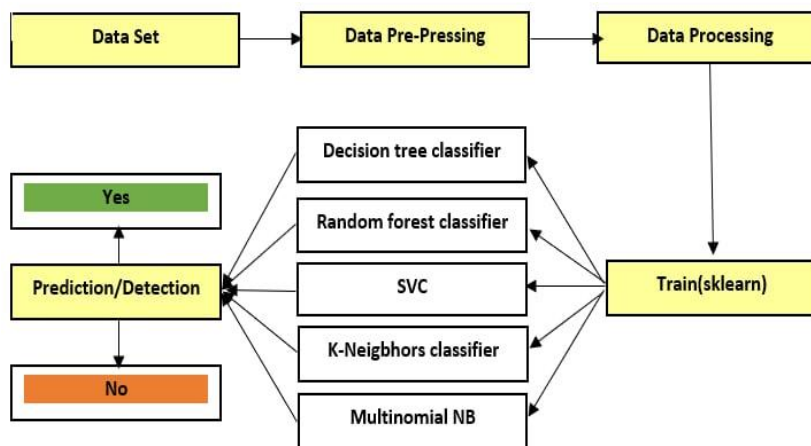 Data Set
Data Pre-Pressing
Data Processing
Decision tree classifier
Yes
Random forest classifier
Prediction/Detection
SVC
Train(sklearn)
K-Neigbhors classifier
No
Multinomial NB